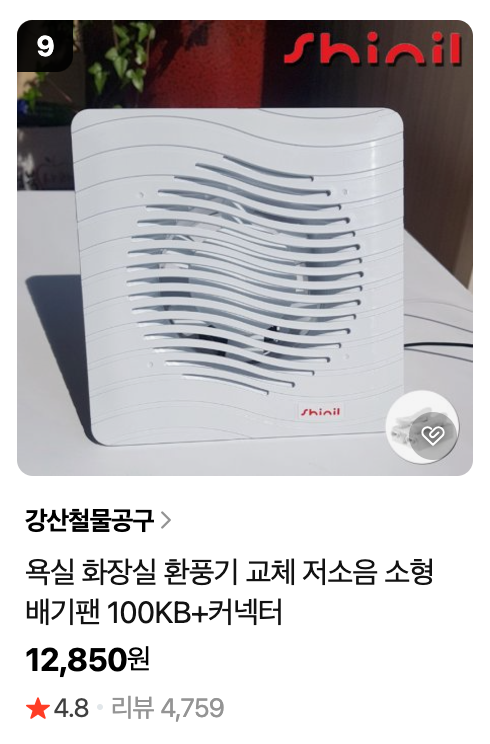 9
Shinil
Shinil
강산철물공구
욕실 화장실 환풍기 교체 저소음 소형
배기팬 100KB+커넥터
12,850원
4.8 리뷰 4,759